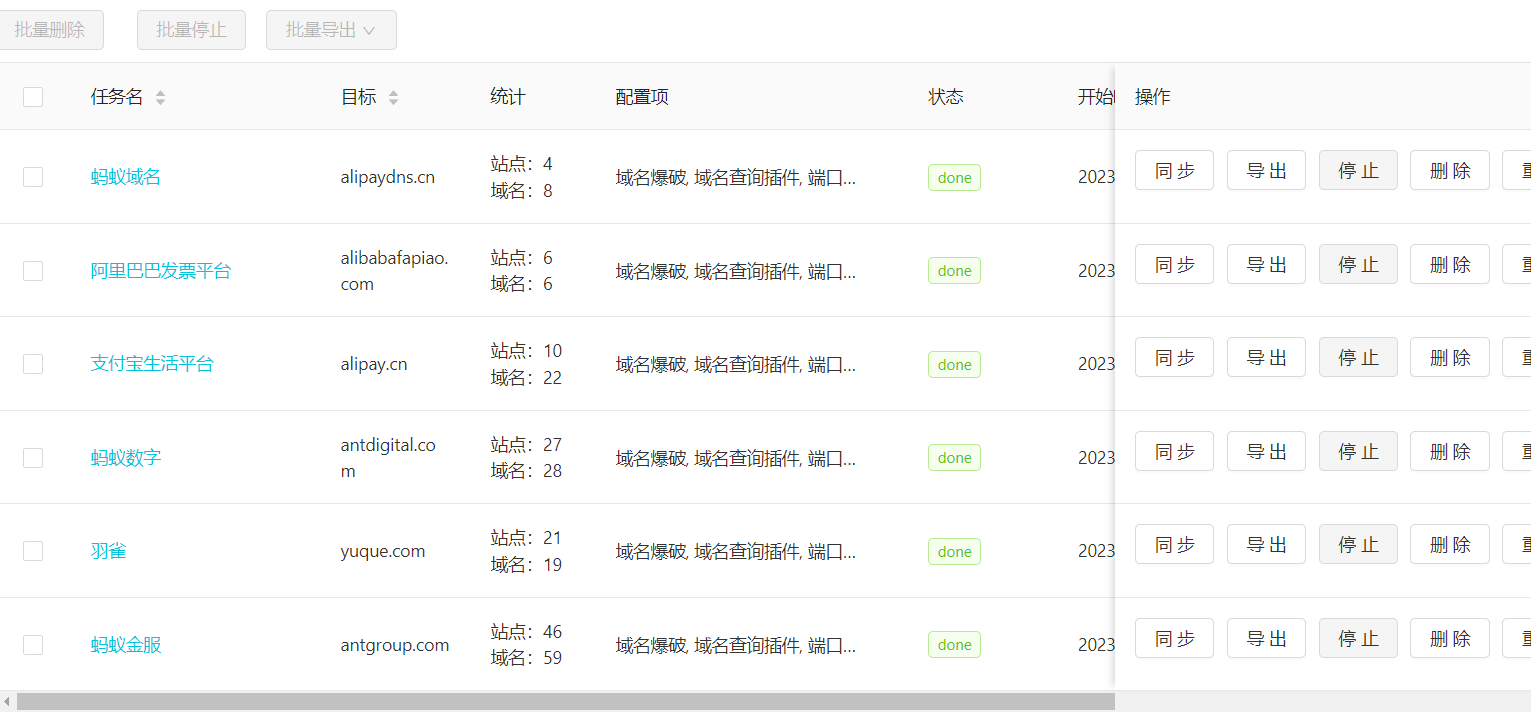 批量删除 批量停止 批量导出
任务名 目标 统计 配置项 状态 开始 操作
蚂蚁域名 alipaydns.cn 站点：4 域名爆破, 域名查询插件, 端口... done 2023 同 步 导 出 停 止 删 除
域名：8
阿里巴巴发票平台 alibabafapiao. 站点：6 域名爆破, 域名查询插件, 端口... done 2023 同 步 导 出 停 止 删 除
com 域名：6
支付宝生活平台 alipay.cn 站点：10 域名爆破, 域名查询插件, 端口... done 2023 同 步 导 出 停 止 删 除
域名：22
蚂蚁数字 antdigital.co 站点：27 域名爆破, 域名查询插件, 端口... done 2023 同 步 导 出 停 止 删 除
m 域名：28
羽雀 yuque.com 站点：21 域名爆破, 域名查询插件, 端口... done 2023 同 步 导 出 停 止 删 除
域名：19
蚂蚁金服 antgroup.com 站点：46 域名爆破, 域名查询插件, 端口... done 2023 同 步 导 出 停 止 删 除
域名：59